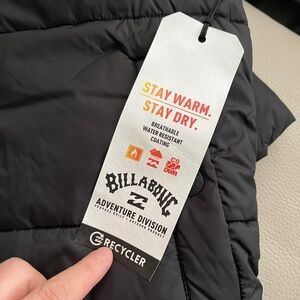 STAY WARM.
STAY DRY.
BREATHABLE
WATER RESISTANT
COATING
BILLABONG
ADVENTURE DIVISION
RECYCLER